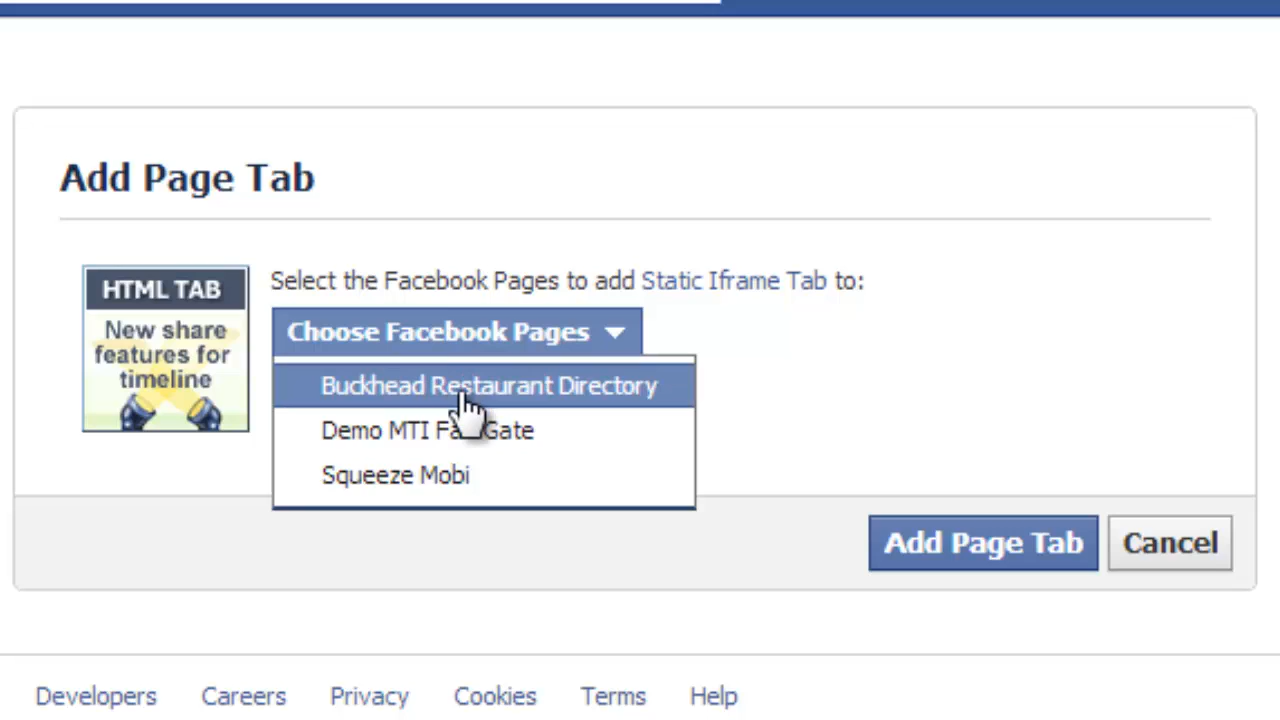 Add Page Tab
HTML TAB
New share
features for
timeline
Select the Facebook Pages to add Static Iframe Tab to:
Choose Facebook Pages
Buckhead Restaurant Directory
Demo MTI Gate
Squeeze Mobi
Add Page Tab
Cancel
Developers Careers Privacy Cookies Terms Help